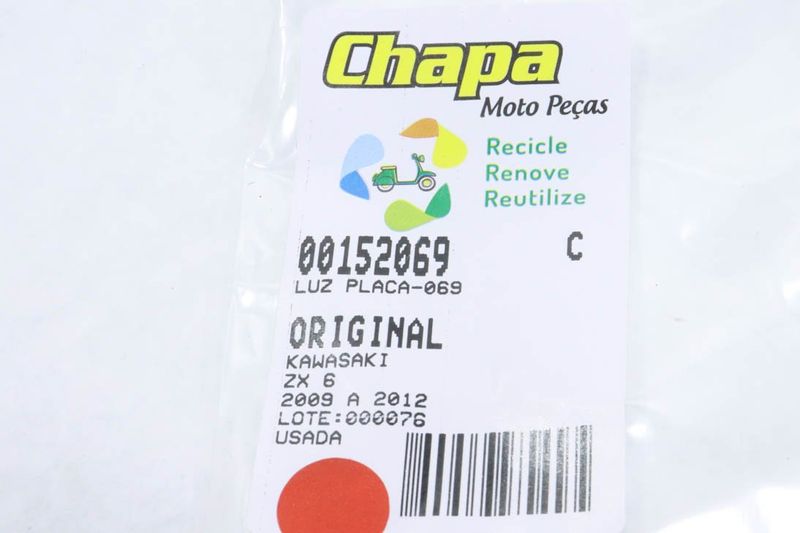 Chapa
Moto Peças
Recicle
Renove
Reutilize
00152069 C
LUZ PLACA-069
ORIGINAL
KAWASAKI
ZX 6
2009 A 2012
LOTE:000076
USADA